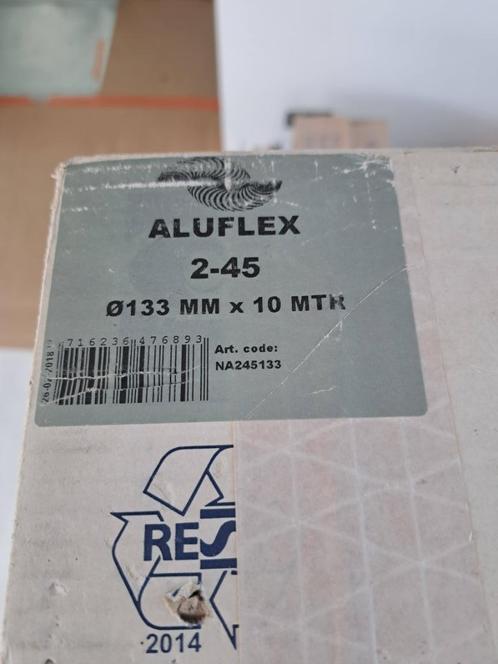 ALUFLEX
2-45
Ø133 MM x 10 MTR
716236 476893
Art. code:
NA245133
RES
2014